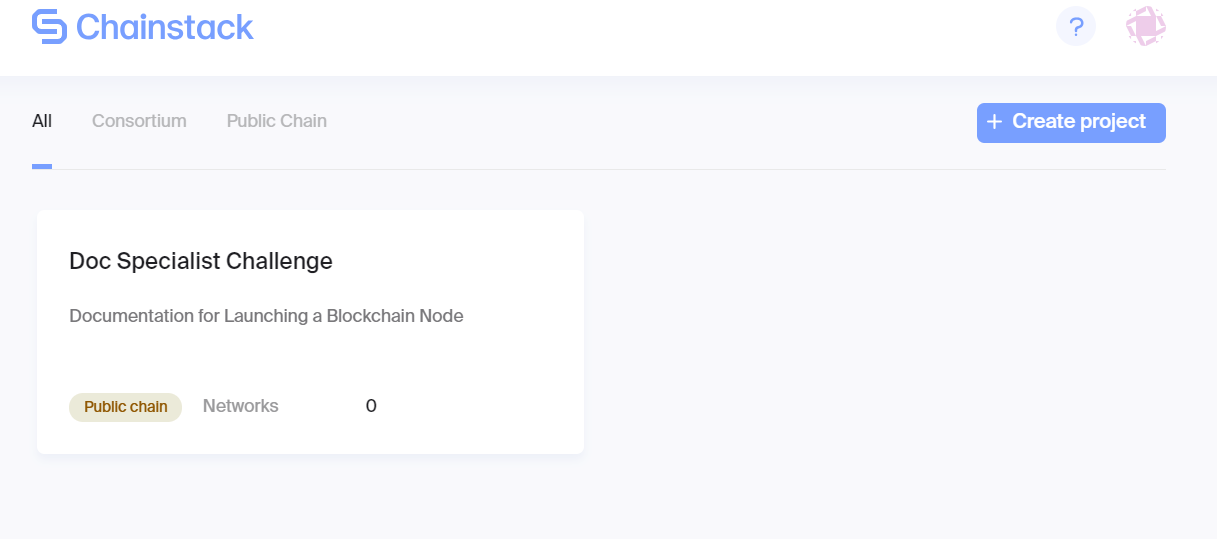 Chainstack
?
All
Consortium
Public Chain
+ Create project
Doc Specialist Challenge
Documentation for Launching a Blockchain Node
Public chain
Networks
0